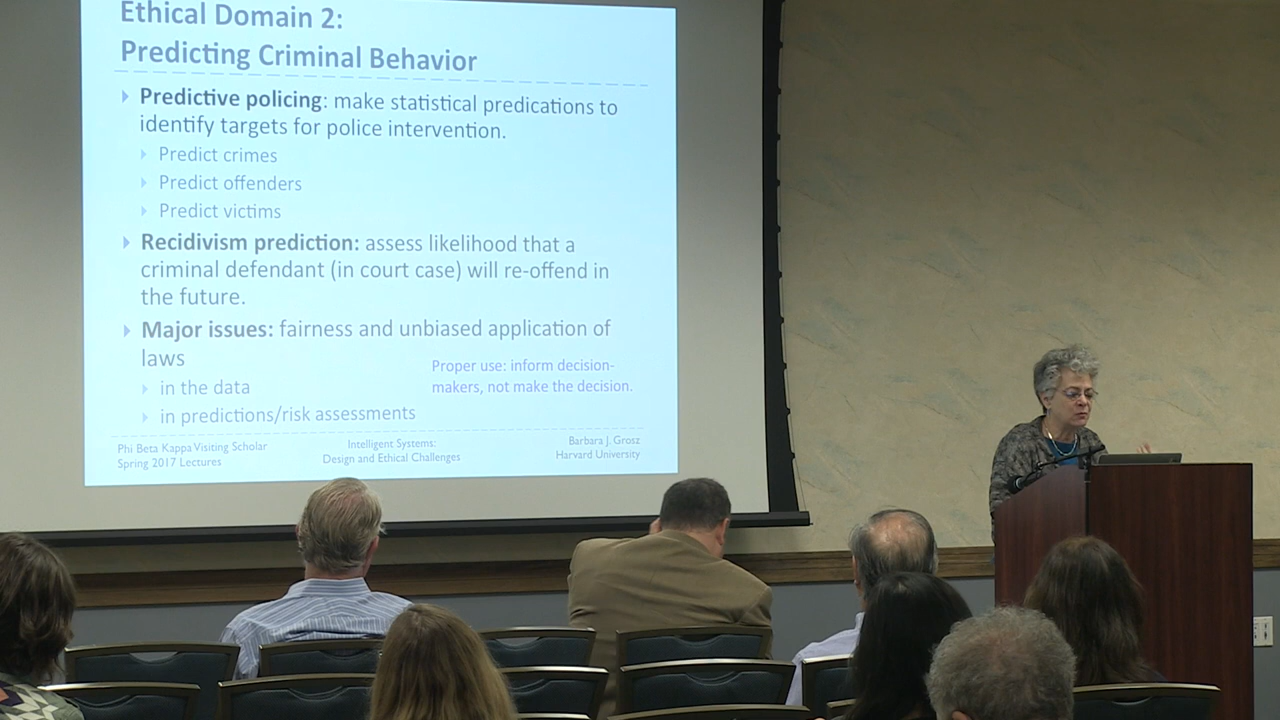 Ethical Domain 2:
Predicting Criminal Behavior
Predictive policing: make statistical predications to
identify targets for police intervention.
Predict crimes
Predict offenders
Predict victims
Recidivism prediction: assess likelihood that a
criminal defendant (in court case) will re-offend in
the future.
Major issues: fairness and unbiased application of
laws
Proper use: inform decision-
makers, not make the decision.
in the data
in predictions/risk assessments
Phi Beta Kappa Visiting Scholar
Spring 2017 Lectures
Intelligent Systems:
Design and Ethical Challenges
Barbara J. Grosz
Harvard University